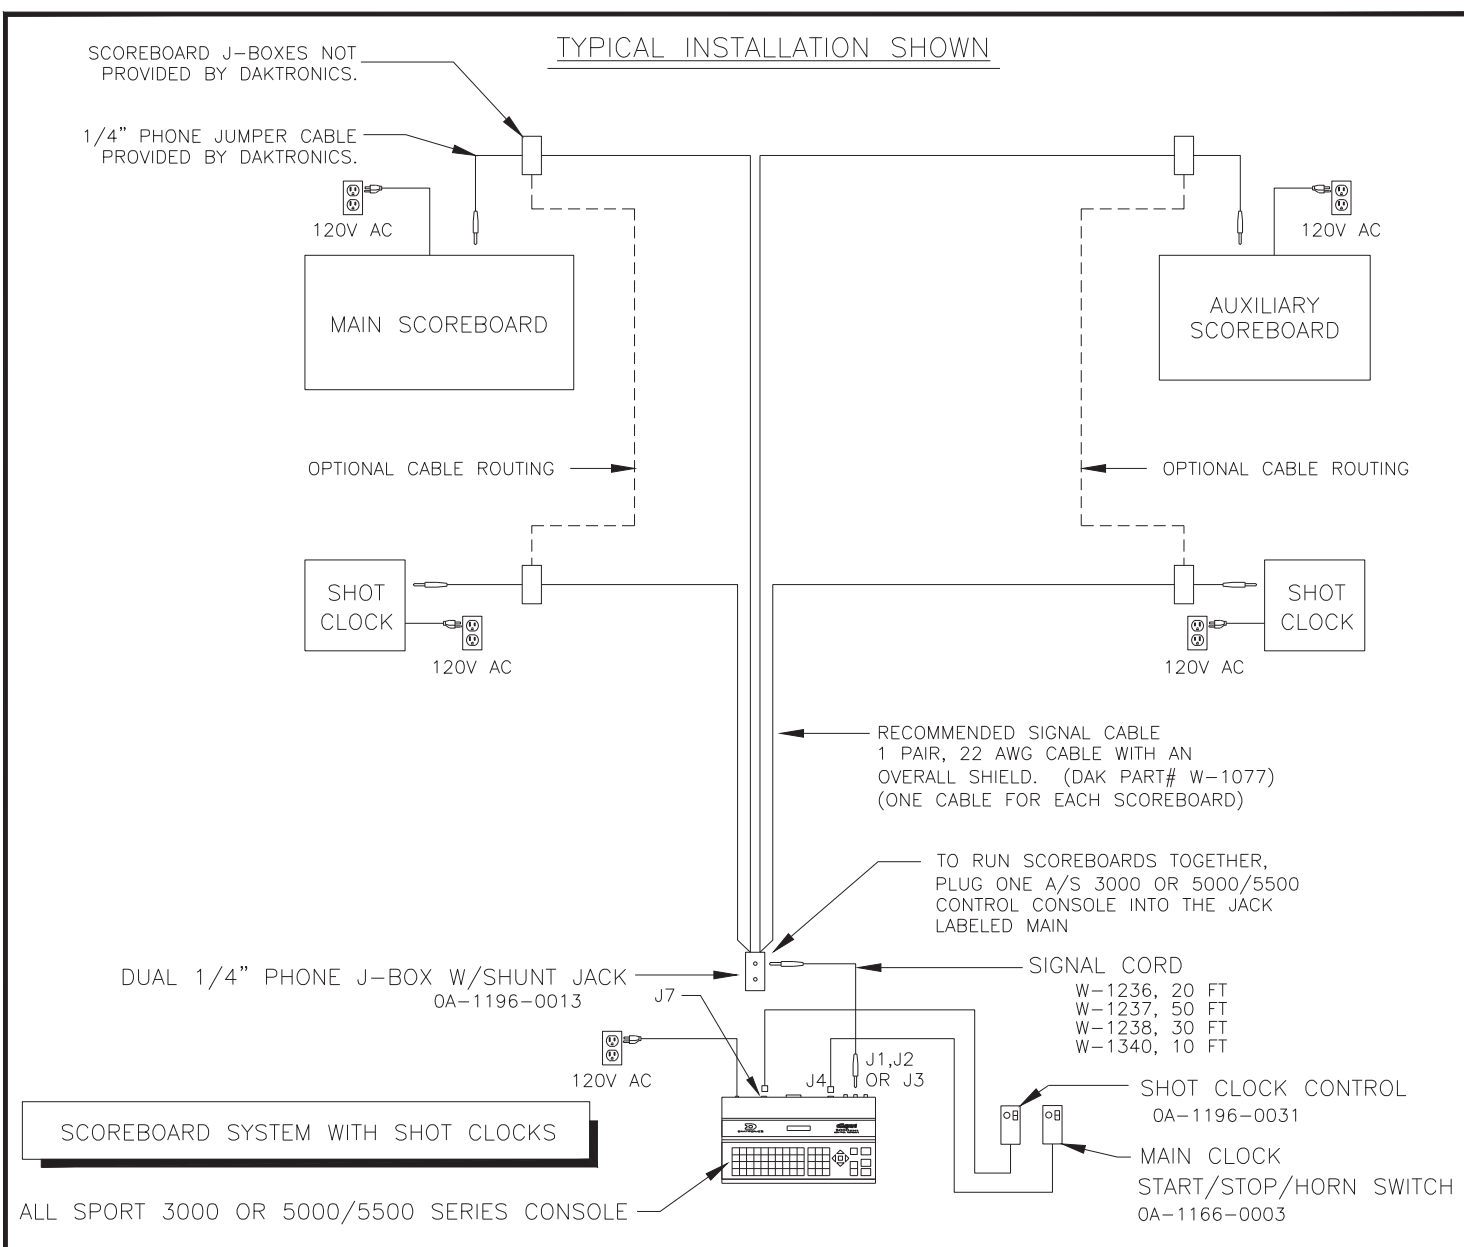 TYPICAL INSTALLATION SHOWN
SCOREBOARD J-BOXES NOT
PROVIDED BY DAKTRONICS.
1/4" PHONE JUMPER CABLE
PROVIDED BY DAKTRONICS.
120V AC
120V AC
MAIN SCOREBOARD
AUXILIARY
SCOREBOARD
OPTIONAL CABLE ROUTING
OPTIONAL CABLE ROUTING
SHOT
CLOCK
120V AC
SHOT
CLOCK
120V AC
RECOMMENDED SIGNAL CABLE
1 PAIR, 22 AWG CABLE WITH AN
OVERALL SHIELD. (DAK PART# W-1077)
(ONE CABLE FOR EACH SCOREBOARD)
TO RUN SCOREBOARDS TOGETHER,
PLUG ONE A/S 3000 OR 5000/5500
CONTROL CONSOLE INTO THE JACK
LABELED MAIN
DUAL 1/4" PHONE J-BOX W/SHUNT JACK
0A-1196-0013
J7
SIGNAL CORD
W-1236, 20 FT
W-1237, 50 FT
W-1238, 30 FT
W-1340, 10 FT
120V AC
J4
J1,J2
OR J3
SHOT CLOCK CONTROL
0A-1196-0031
MAIN CLOCK
START/STOP/HORN SWITCH
0A-1166-0003
DAKTRONICS
SCOREBOARD SYSTEM WITH SHOT CLOCKS
ALL SPORT 3000 OR 5000/5500 SERIES CONSOLE